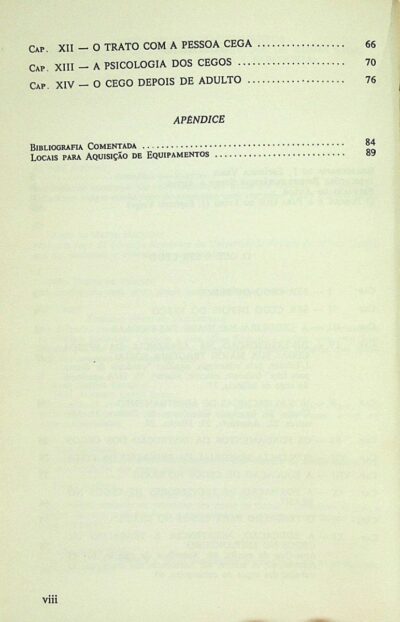 CAP. XII — O TRATO COM A PESSOA CEGA .................. 66
CAP. XIII — A PSICOLOGIA DOS CEGOS ...................... 70
CAP. XIV — O CEGO DEPOIS DE ADULTO ..................... 76
APÊNDICE
BIBLIOGRAFIA COMENTADA ............................................ 84
LOCAIS PARA AQUISIÇÃO DE EQUIPAMENTOS ............................ 89
viii